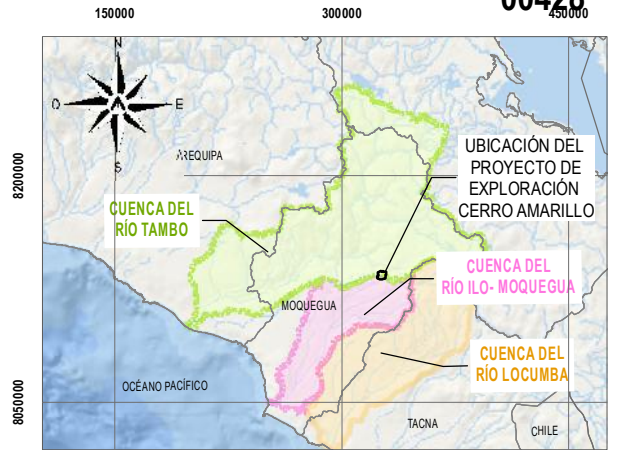 00428
150000
300000
450000
N
O
E
S
AREQUIPA
UBICACIÓN DEL
PROYECTO DE
EXPLORACIÓN
CERRO AMARILLO
8200000
CUENCA DEL
RÍO TAMBO
CUENCA DEL
RÍO ILO- MOQUEGUA
MOQUEGUA
CUENCA DEL
RÍO LOCUMBA
OCÉANO PACÍFICO
8050000
TACNA
CHILE